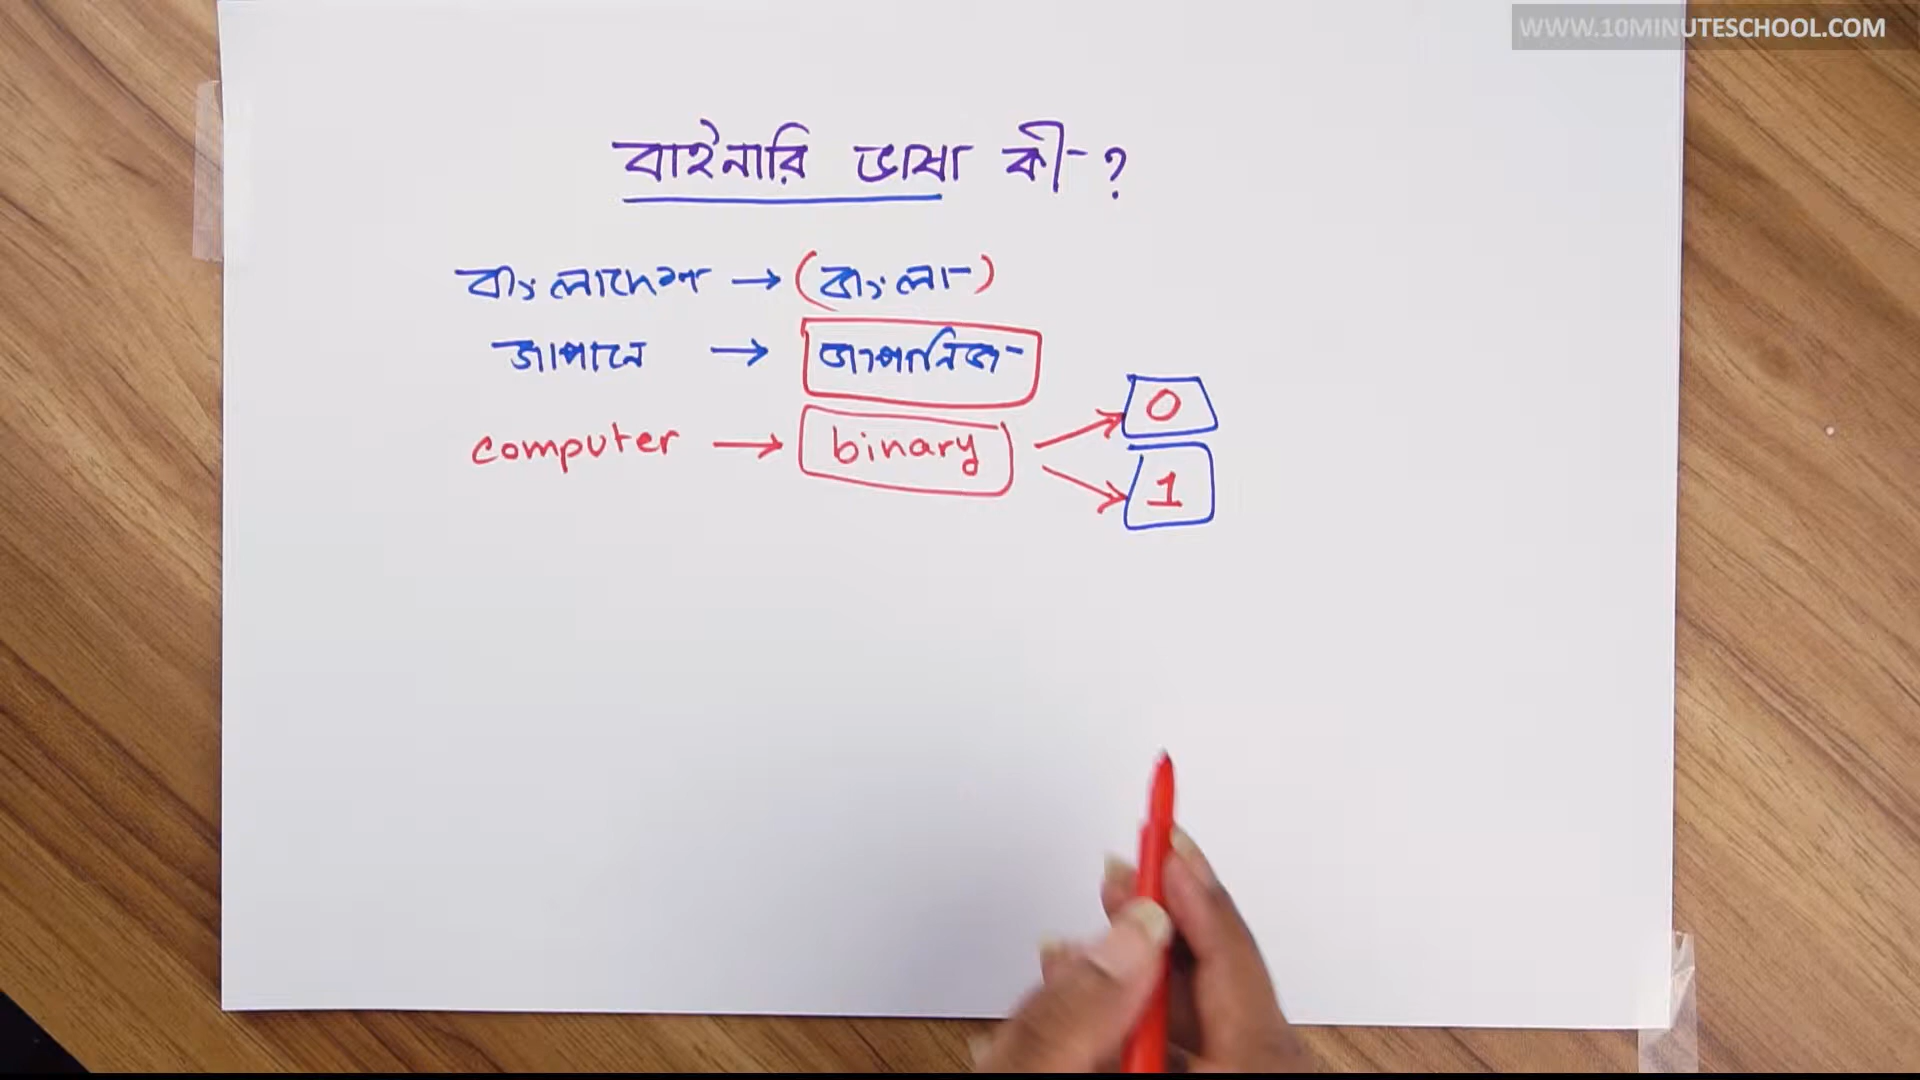 WWW.10MINUTESCHOOL.COM
বাইনারি ভাষা কী ?
বাংলাদেশ → (বাংলা)
জাপানে → জাপানিজ
computer → binary
0
1